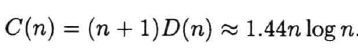 C(n) = (n + 1)D(n) ≈ 1.44n log n.